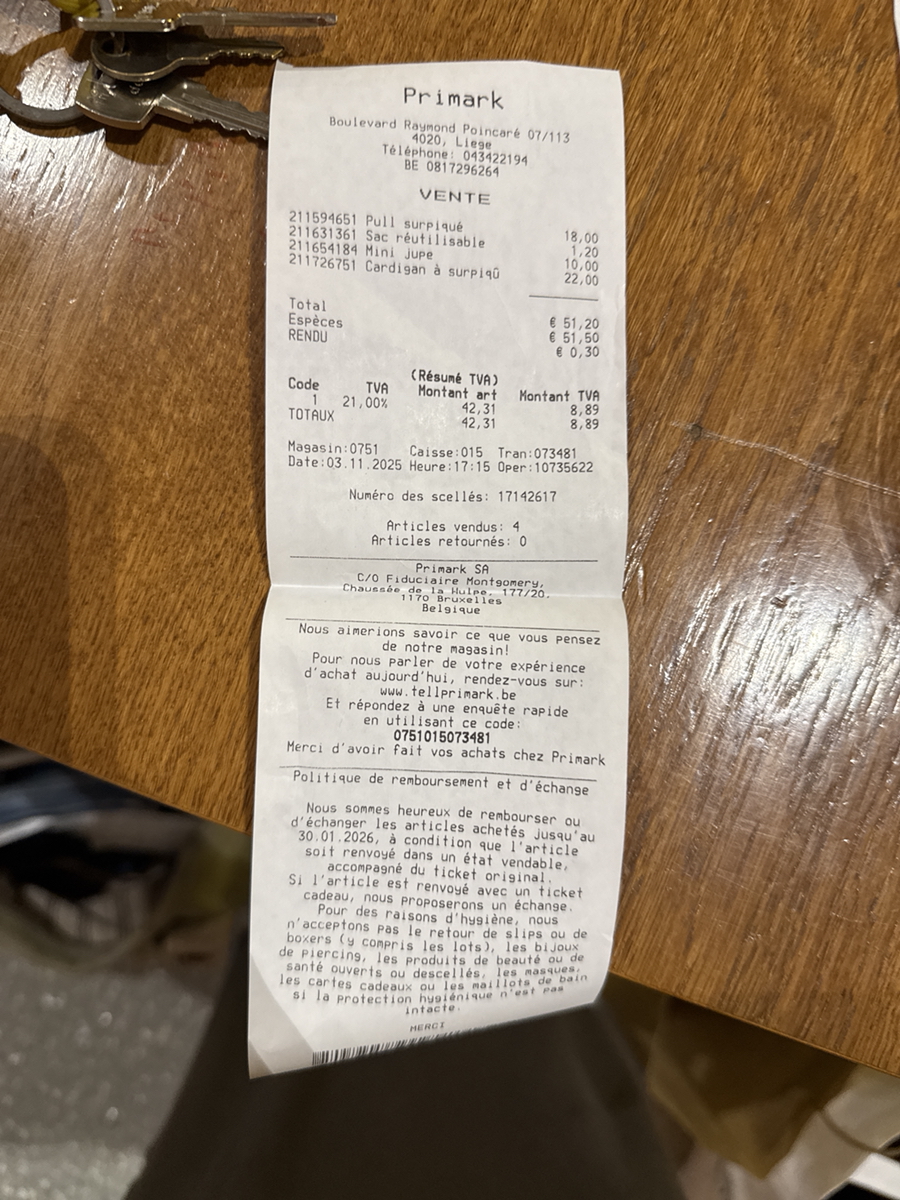 Primark
Boulevard Raymond Poincaré 07/113
4020, Liege
Téléphone: 043422194
BE 0817296264
VENTE
211594651 Pull surpiqué 18,00
211631361 Sac réutilisable 1,20
211654184 Mini jupe 10,00
211726751 Cardigan à surpiqû 22,00
Total € 51,20
Espèces € 51,50
RENDU € 0,30
(Résumé TVA)
Code TVA Montant art Montant TVA
1 21,00% 42,31 8,89
TOTAUX 42,31 8,89
Magasin:0751 Caisse:015 Tran:073481
Date:03.11.2025 Heure:17:15 Oper:10735622
Numéro des scellés: 17142617
Articles vendus: 4
Articles retournés: 0
Primark SA
C/O Fiduciaire Montgomery,
Chaussée de la Hulpe, 177/20,
1170 Bruxelles
Belgique
Nous aimerions savoir ce que vous pensez
de notre magasin!
Pour nous parler de votre expérience
d'achat aujourd'hui, rendez-vous sur:
www.tellprimark.be
Et répondez à une enquête rapide
en utilisant ce code:
0751015073481
Merci d'avoir fait vos achats chez Primark
Politique de remboursement et d'échange
Nous sommes heureux de rembourser ou
d'échanger les articles achetés jusqu'au
30.01.2026, à condition que l'article
soit renvoyé dans un état vendable,
accompagné du ticket original.
Si l'article est renvoyé avec un ticket
cadeau, nous proposerons un échange.
Pour des raisons d'hygiène, nous
n'acceptons pas le retour de slips ou de
boxers (y compris les lots), les bijoux
de piercing, les produits de beauté ou de
santé ouverts ou descellés, les masques,
les cartes cadeaux ou les maillots de bain
si la protection hygiénique n'est pas
intacte.
MERCI